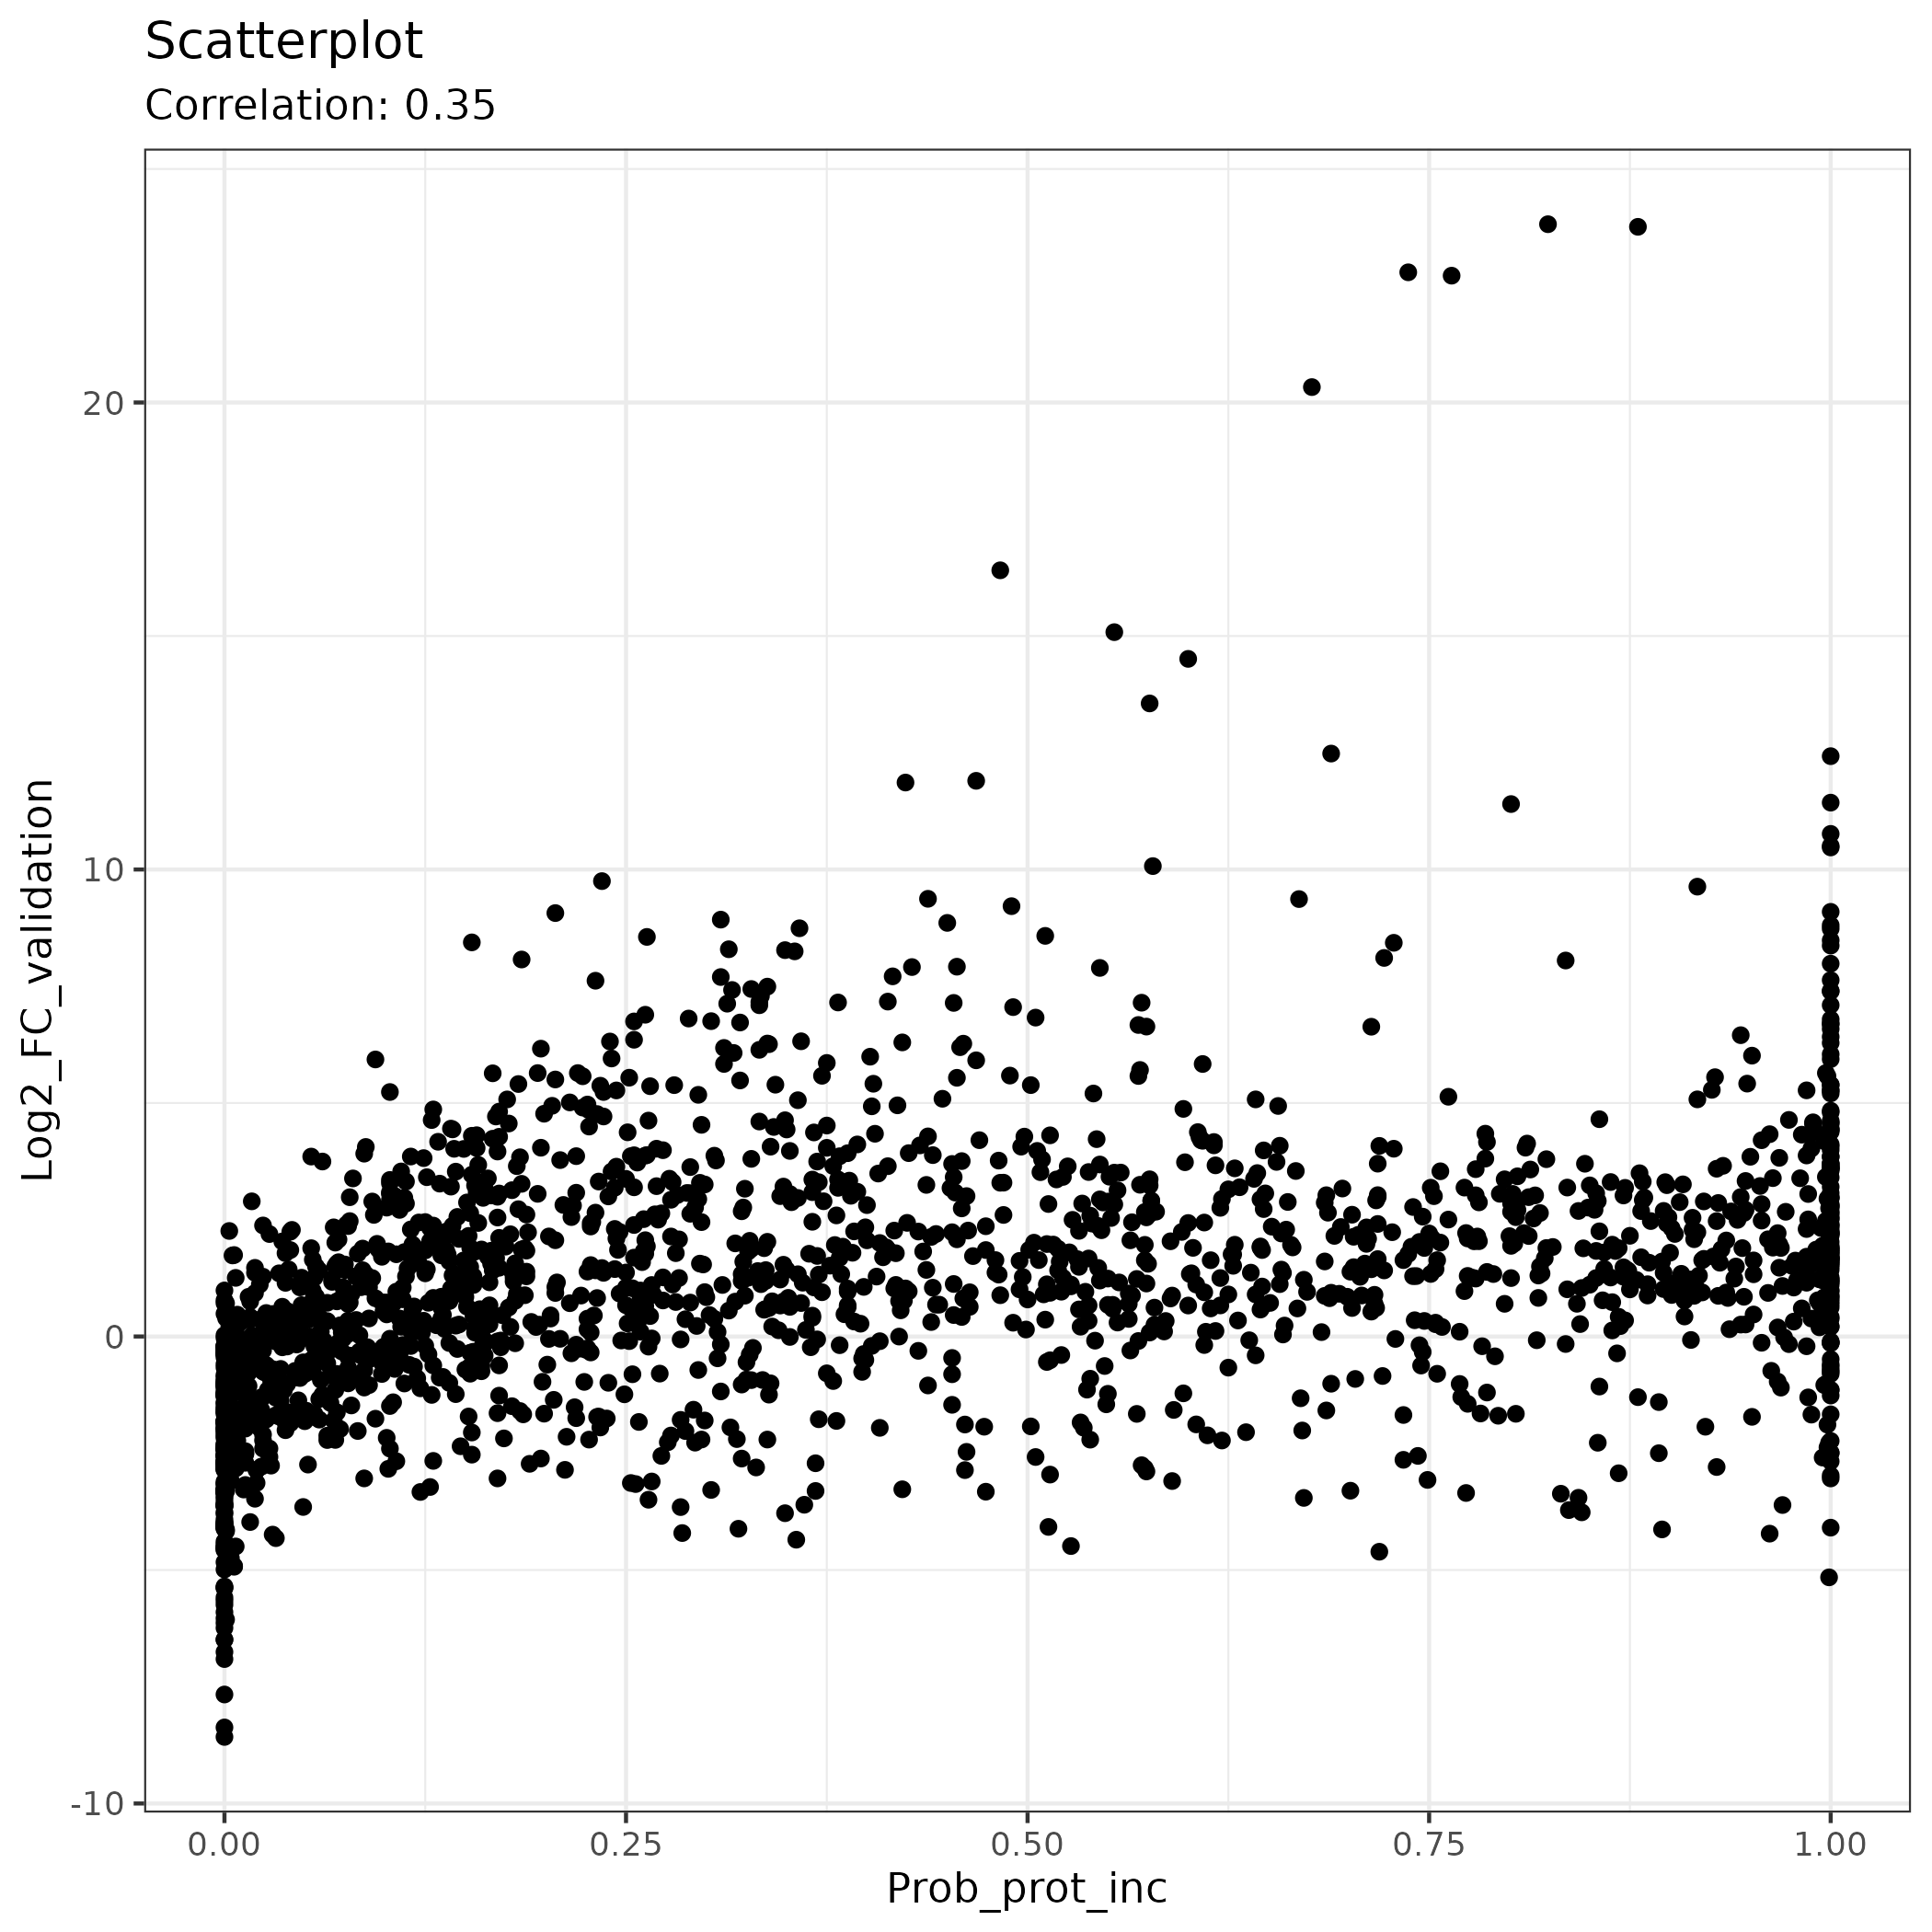 Scatterplot
Correlation: 0.35
Log2_FC_validation
20
10
0
-10
0.00 0.25 0.50 0.75 1.00
Prob_prot_inc